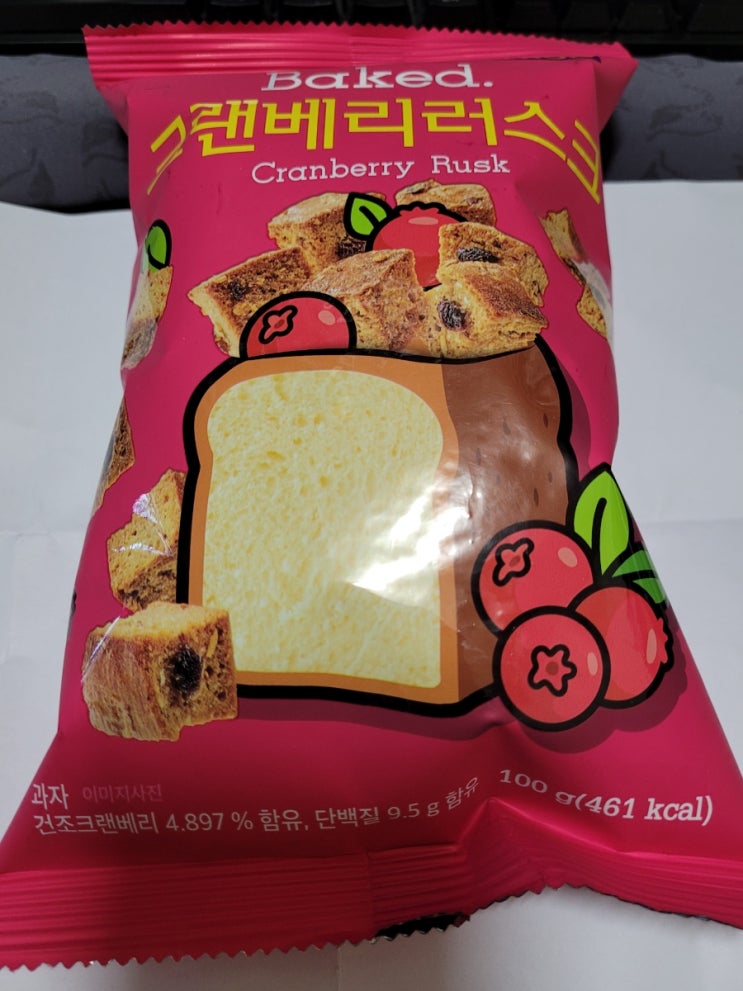 Baked.
크랜베리러스크
Cranberry Rusk
과자 이미지사진
건조크랜베리 4.897 % 함유, 단백질 9.5 g 함유 100 g(461 kcal)